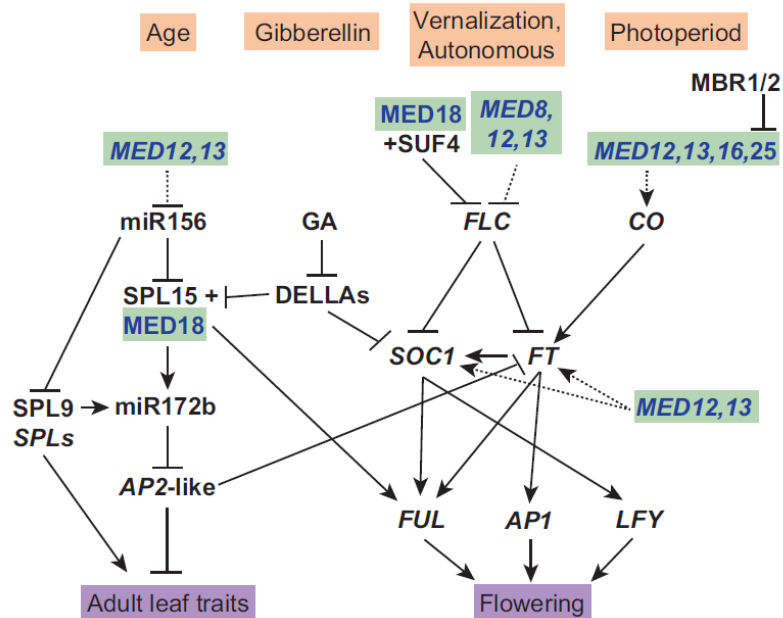 Age
Gibberellin
Vernalization,
Autonomous
Photoperiod
MBR1/2
MED18
+SUF4
MED8,
12,13
MED12,13,16,25
MED12,13
miR156
GA
FLC
CO
SPL15 +
MED18
DELLAs
SOC1
FT
MED12,13
SPL9
SPLs
miR172b
AP2-like
FUL
AP1
LFY
Adult leaf traits
Flowering